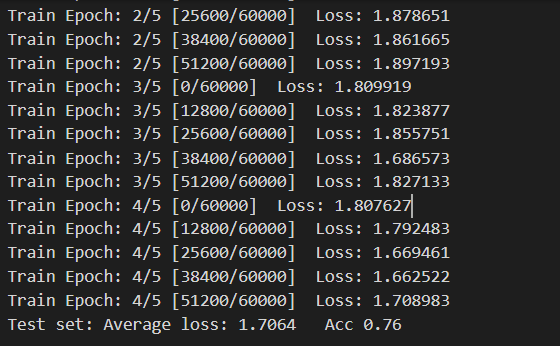 Train Epoch: 2/5 [25600/60000]  Loss: 1.878651
Train Epoch: 2/5 [38400/60000]  Loss: 1.861665
Train Epoch: 2/5 [51200/60000]  Loss: 1.897193
Train Epoch: 3/5 [0/60000]  Loss: 1.809919
Train Epoch: 3/5 [12800/60000]  Loss: 1.823877
Train Epoch: 3/5 [25600/60000]  Loss: 1.855751
Train Epoch: 3/5 [38400/60000]  Loss: 1.686573
Train Epoch: 3/5 [51200/60000]  Loss: 1.827133
Train Epoch: 4/5 [0/60000]  Loss: 1.807627
Train Epoch: 4/5 [12800/60000]  Loss: 1.792483
Train Epoch: 4/5 [25600/60000]  Loss: 1.669461
Train Epoch: 4/5 [38400/60000]  Loss: 1.662522
Train Epoch: 4/5 [51200/60000]  Loss: 1.708983
Test set: Average loss: 1.7064   Acc 0.76